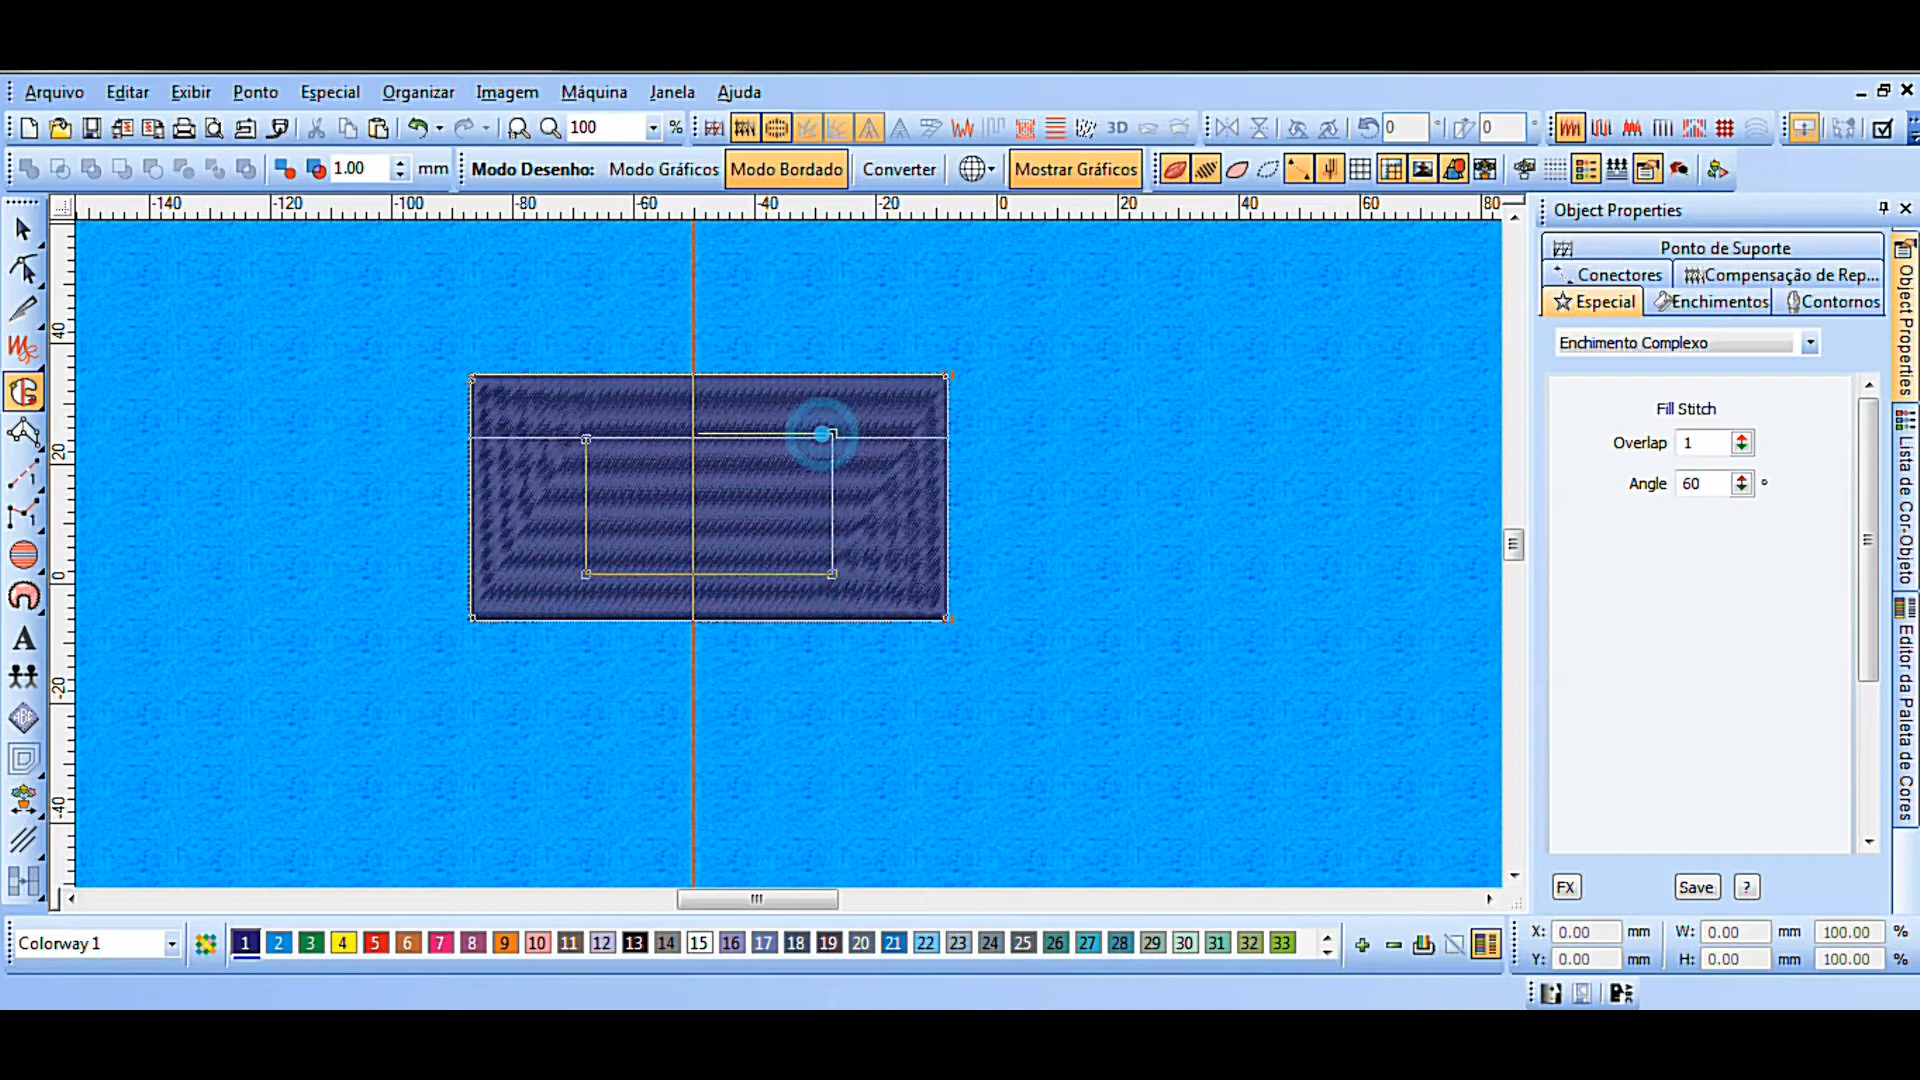 Arquivo Editar Exibir Ponto Especial Organizar Imagem Máquina Janela Ajuda
100 % 3D 0 ° 0 °
1.00 mm Modo Desenho: Modo Gráficos Modo Bordado Converter Mostrar Gráficos
-140 -120 -100 -80 -60 -40 -20 0 20 40 60 80
40
20
0
-20
-40
Object Properties
Ponto de Suporte
Conectores Compensação de Rep...
Especial Enchimentos Contornos
Enchimento Complexo
Fill Stitch
Overlap 1
Angle 60 °
FX Save ?
Object Properties
Lista de Cor-Objeto
Editor da Paleta de Cores
A
ABC
Colorway 1 1 2 3 4 5 6 7 8 9 10 11 12 13 14 15 16 17 18 19 20 21 22 23 24 25 26 27 28 29 30 31 32 33
X: 0.00 mm W: 0.00 mm 100.00 %
Y: 0.00 mm H: 0.00 mm 100.00 %